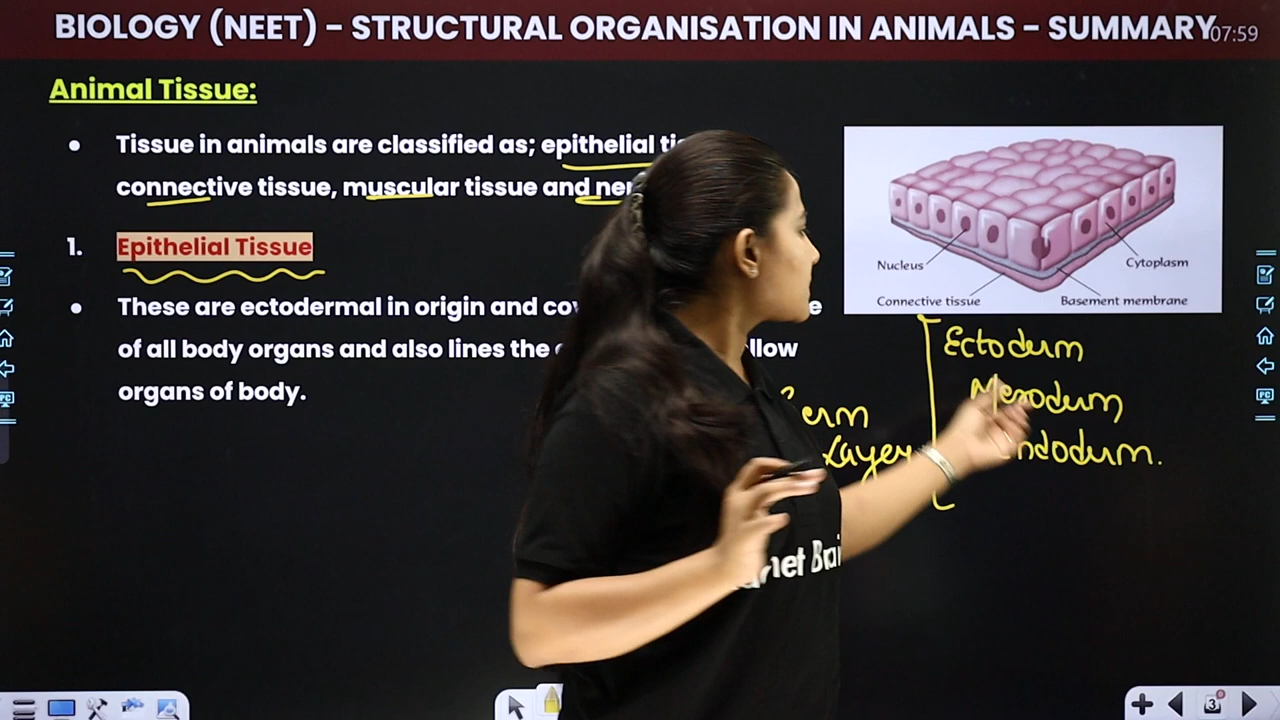 BIOLOGY (NEET) – STRUCTURAL ORGANISATION IN ANIMALS – SUMMARY
07:59
Animal Tissue:
• Tissue in animals are classified as; epithelial
connective tissue, muscular tissue and
1. Epithelial Tissue
• These are ectodermal in origin and
of all body organs and also lines the
organs of body.
Nucleus
Cytoplasm
Connective tissue
Basement membrane
Ectoderm
Mesoderm
Layer
3